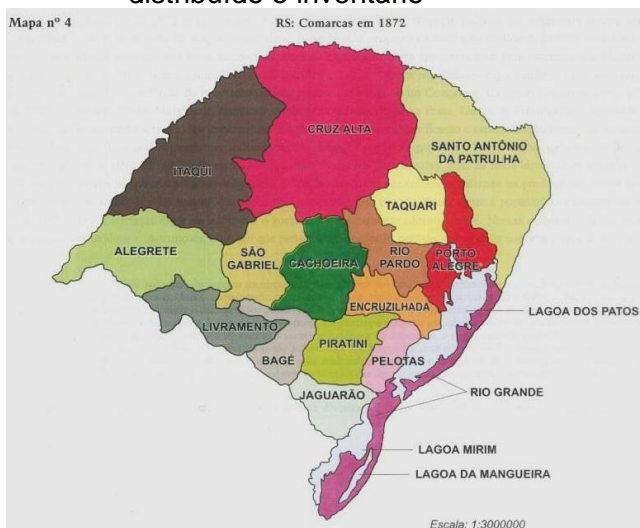 distribuído e inventário
Mapa nº 4
RS: Comarcas em 1872
CRUZ ALTA
SANTO ANTÔNIO
DA PATRULHA
ITAQUI
TAQUARI
ALEGRETE
SÃO
GABRIEL
CACHOEIRA
RIO
PARDO
PORTO
ALEGRE
ENCRUZILHADA
LAGOA DOS PATOS
LIVRAMENTO
PIRATINI
BAGÉ
PELOTAS
JAGUARÃO
RIO GRANDE
LAGOA MIRIM
LAGOA DA MANGUEIRA
Escala: 1:3000000